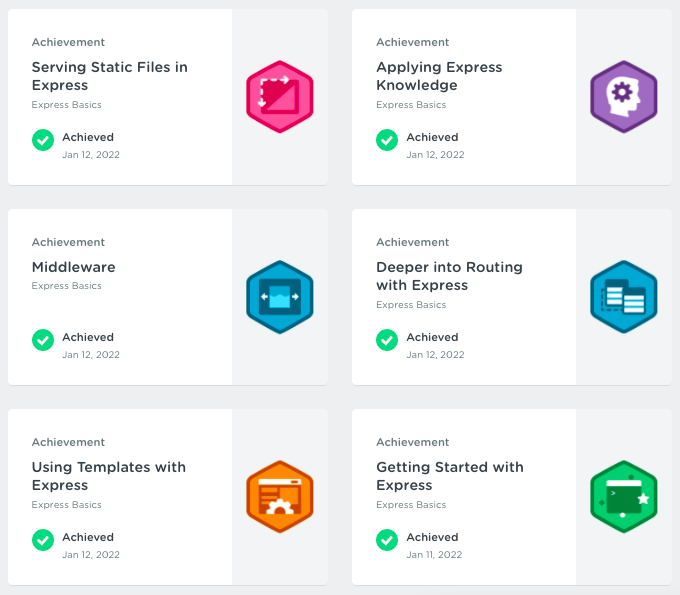 Achievement
Serving Static Files in
Express
Express Basics
Achieved
Jan 12, 2022
Achievement
Applying Express
Knowledge
Express Basics
Achieved
Jan 12, 2022
Achievement
Middleware
Express Basics
Achieved
Jan 12, 2022
Achievement
Deeper into Routing
with Express
Express Basics
Achieved
Jan 12, 2022
Achievement
Using Templates with
Express
Express Basics
Achieved
Jan 12, 2022
Achievement
Getting Started with
Express
Express Basics
Achieved
Jan 11, 2022